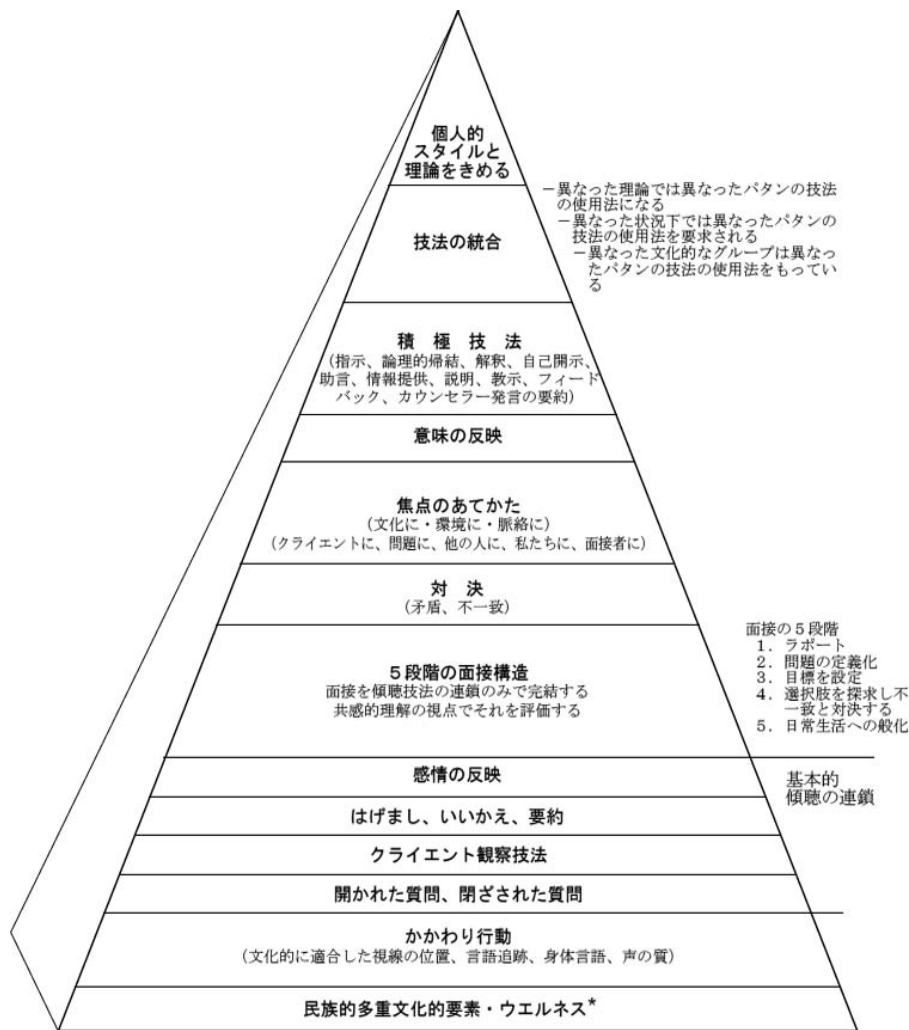 個人的
スタイルと
理論をきめる
－異なった理論では異なったパタンの技法
の使用法になる
－異なった状況下では異なったパタンの
技法の使用法を要求される
－異なった文化的なグループは異なっ
たパタンの技法の使用法をもってい
る
技法の統合
積 極 技 法
（指示、論理的帰結、解釈、自己開示、
助言、情報提供、説明、教示、フィード
バック、カウンセラー発言の要約）
意味の反映
焦点のあてかた
（文化に・環境に・脈絡に）
（クライエントに、問題に、他の人に、私たちに、面接者に）
対 決
（矛盾、不一致）
５段階の面接構造
面接を傾聴技法の連鎖のみで完結する
共感的理解の視点でそれを評価する
面接の５段階
１．ラポート
２．問題の定義化
３．目標を設定
４．選択肢を探求し不
一致と対決する
５．日常生活への般化
感情の反映
基本的
傾聴の連鎖
はげまし、いいかえ、要約
クライエント観察技法
開かれた質問、閉ざされた質問
かかわり行動
（文化的に適合した視線の位置、言語追跡、身体言語、声の質）
民族的多重文化的要素・ウエルネス*